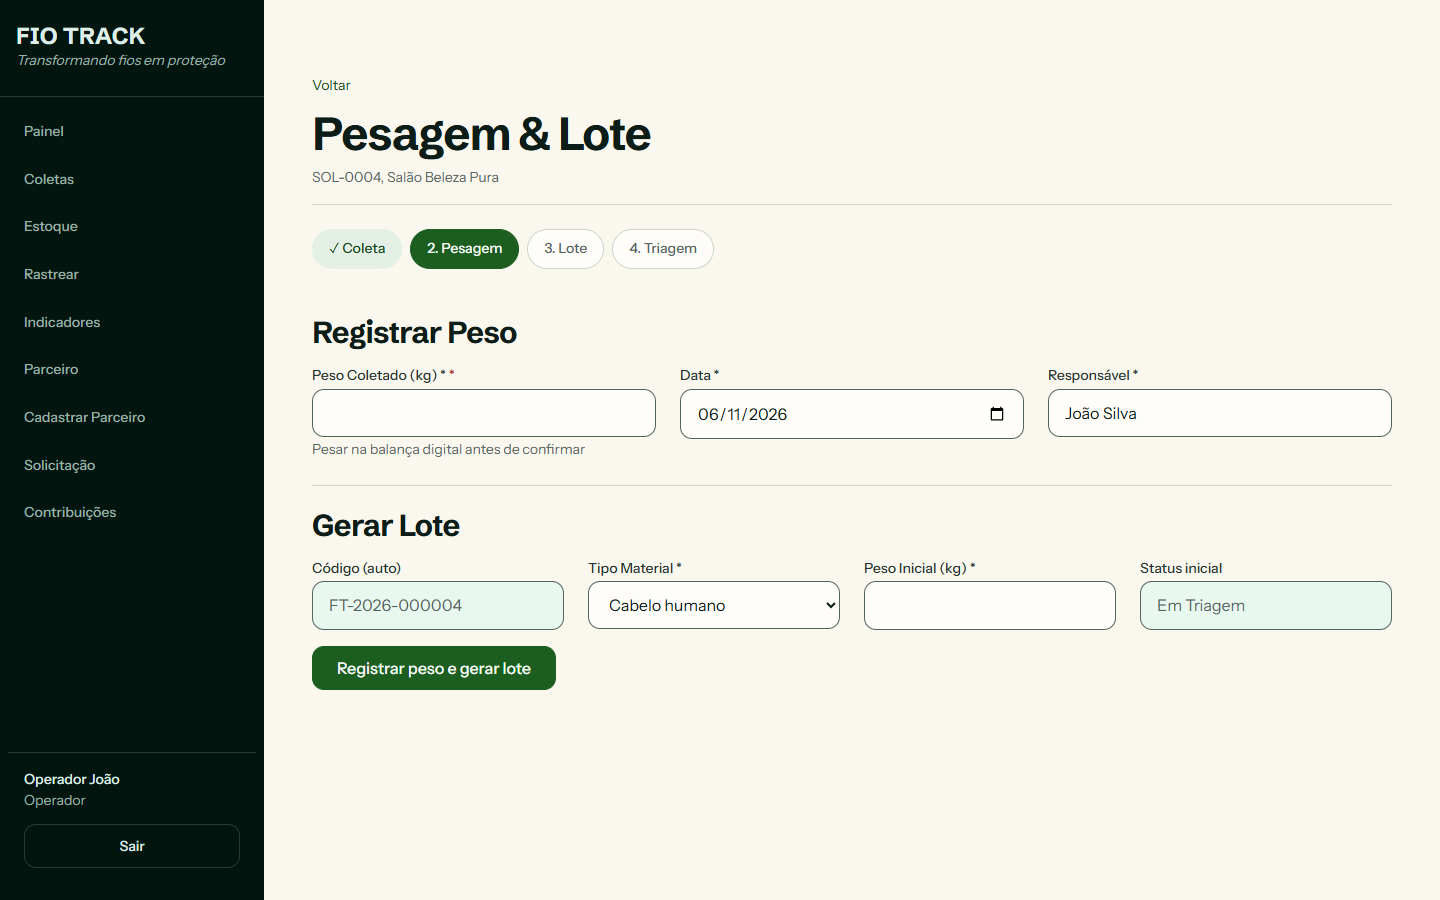 FIO TRACK
Transformando fios em proteção
Painel
Coletas
Estoque
Rastrear
Indicadores
Parceiro
Cadastrar Parceiro
Solicitação
Contribuições
Operador João
Operador
Sair
Voltar
Pesagem & Lote
SOL-0004, Salão Beleza Pura
✓ Coleta 2. Pesagem 3. Lote 4. Triagem
Registrar Peso
Peso Coletado (kg) * * Data * Responsável *
06/11/2026 João Silva
Pesar na balança digital antes de confirmar
Gerar Lote
Código (auto) Tipo Material * Peso Inicial (kg) * Status inicial
FT-2026-000004 Cabelo humano Em Triagem
Registrar peso e gerar lote